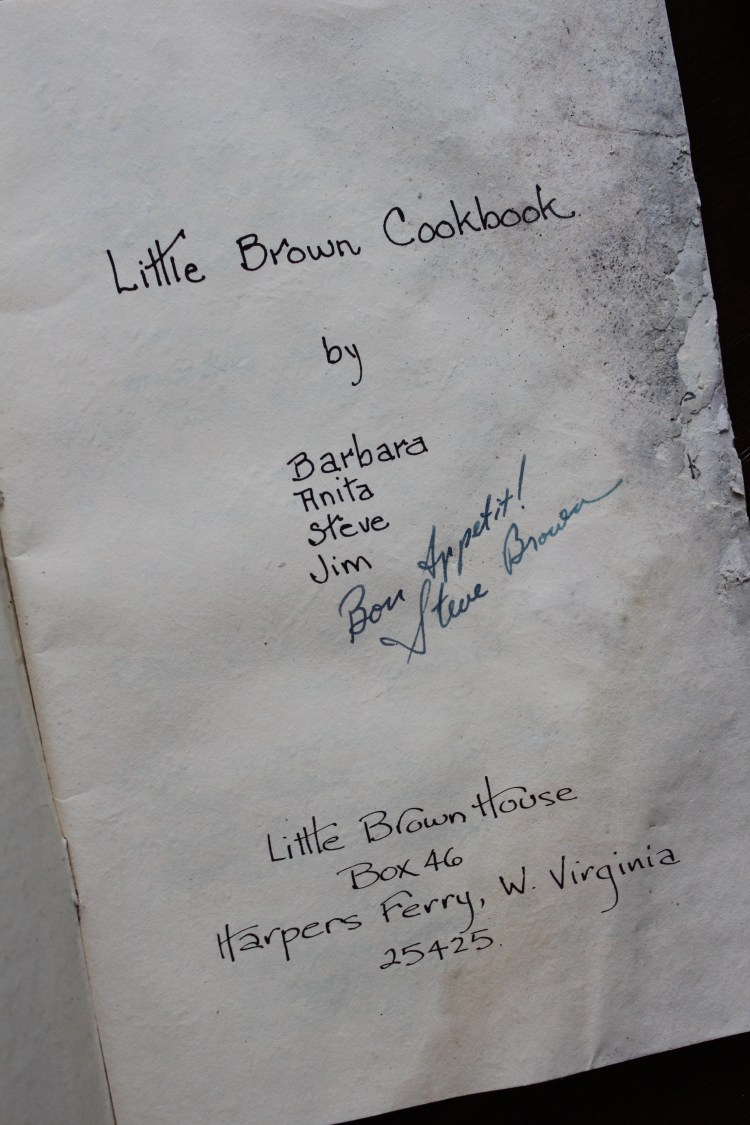 Little Brown Cookbook
by
Barbara
Anita
Steve
Jim
Bon Appetit!
Steve Brown
Little Brown House
Box 46
Harpers Ferry, W. Virginia
25425.